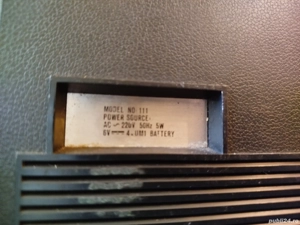 MODEL NO: 111
POWER SOURCE:
AC ~ 220V 50Hz 5W
6V ⎓ 4×UM1 BATTERY